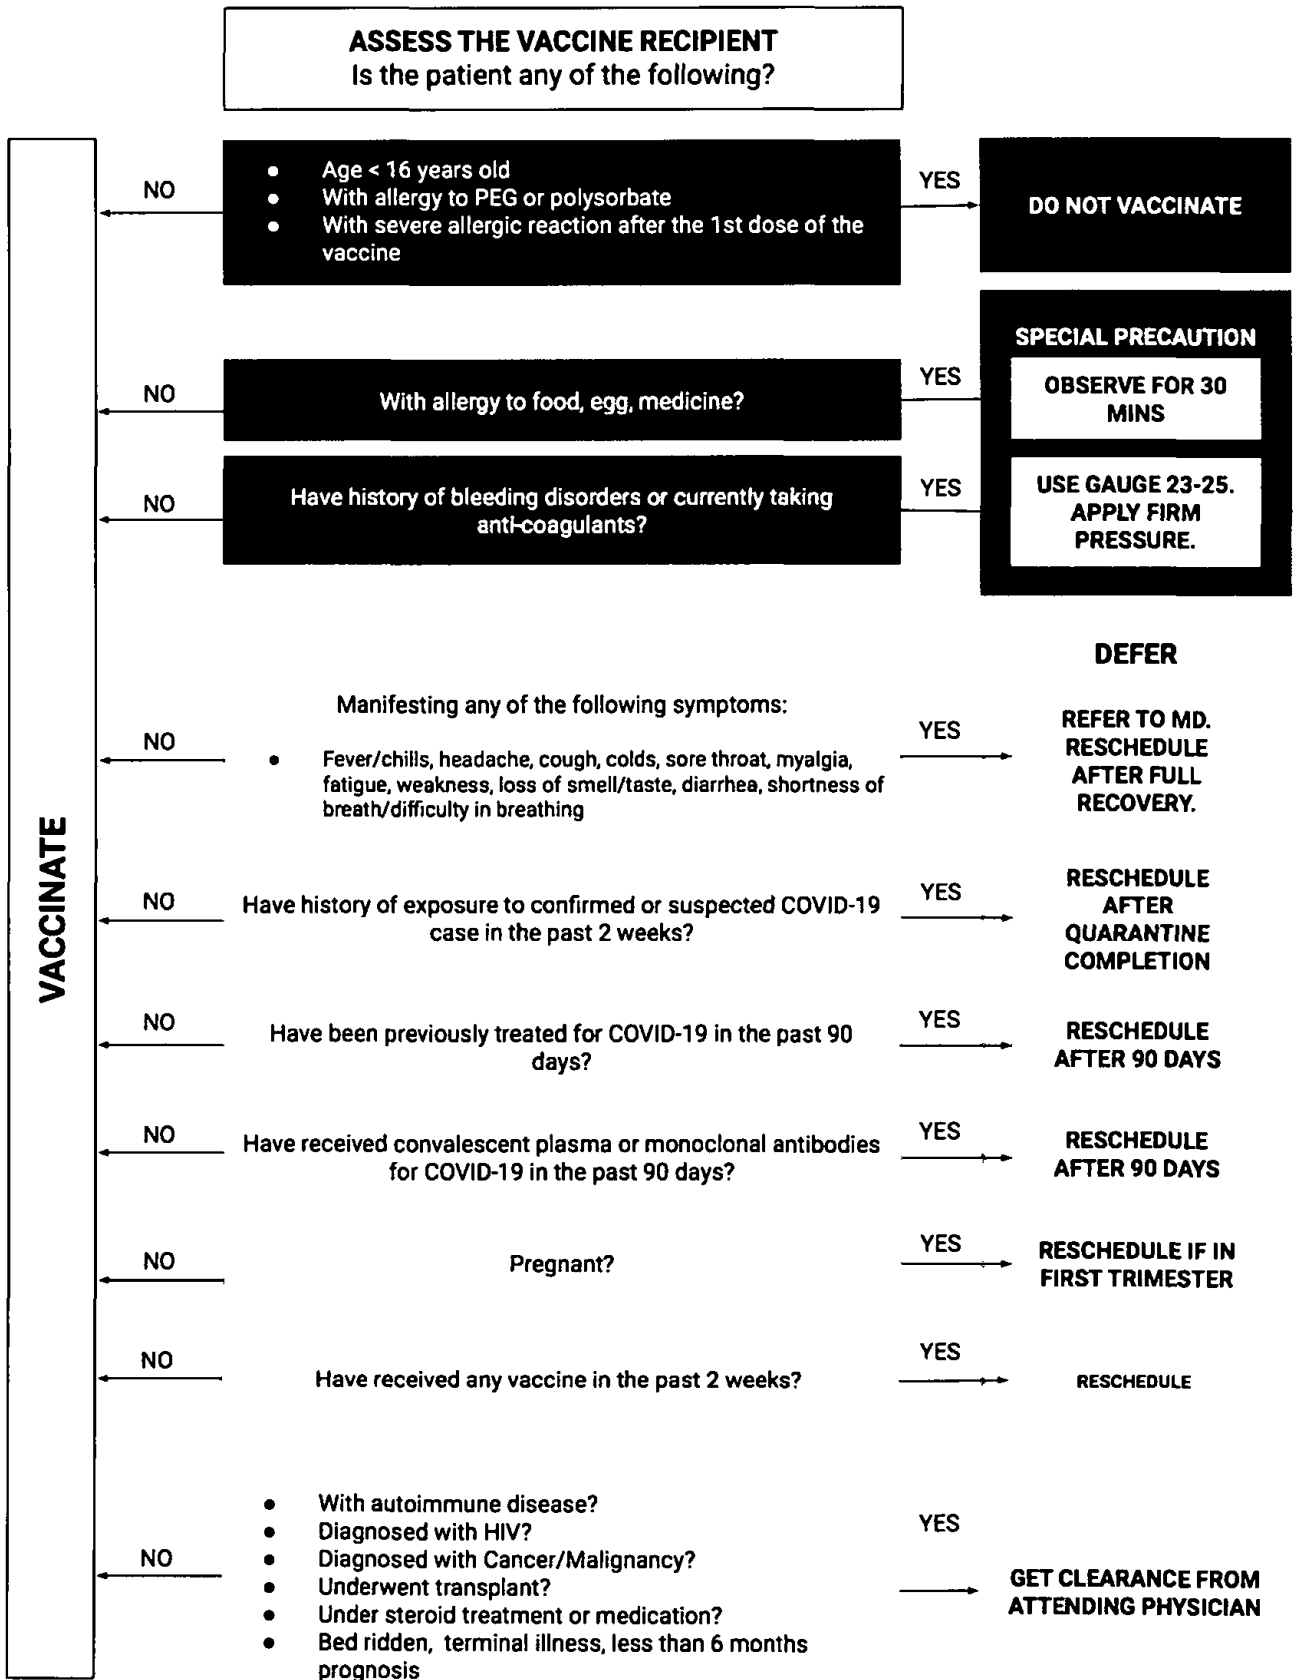 ASSESS THE VACCINE RECIPIENT
Is the patient any of the following?
VACCINATE
NO
● Age < 16 years old
● With allergy to PEG or polysorbate
● With severe allergic reaction after the 1st dose of the
vaccine
YES
DO NOT VACCINATE
SPECIAL PRECAUTION
NO
With allergy to food, egg, medicine?
YES
OBSERVE FOR 30
MINS
NO
Have history of bleeding disorders or currently taking
anti-coagulants?
YES
USE GAUGE 23-25.
APPLY FIRM
PRESSURE.
DEFER
NO
Manifesting any of the following symptoms:
● Fever/chills, headache, cough, colds, sore throat, myalgia,
fatigue, weakness, loss of smell/taste, diarrhea, shortness of
breath/difficulty in breathing
YES
REFER TO MD.
RESCHEDULE
AFTER FULL
RECOVERY.
NO
Have history of exposure to confirmed or suspected COVID-19
case in the past 2 weeks?
YES
RESCHEDULE
AFTER
QUARANTINE
COMPLETION
NO
Have been previously treated for COVID-19 in the past 90
days?
YES
RESCHEDULE
AFTER 90 DAYS
NO
Have received convalescent plasma or monoclonal antibodies
for COVID-19 in the past 90 days?
YES
RESCHEDULE
AFTER 90 DAYS
NO
Pregnant?
YES
RESCHEDULE IF IN
FIRST TRIMESTER
NO
Have received any vaccine in the past 2 weeks?
YES
RESCHEDULE
NO
● With autoimmune disease?
● Diagnosed with HIV?
● Diagnosed with Cancer/Malignancy?
● Underwent transplant?
● Under steroid treatment or medication?
● Bed ridden, terminal illness, less than 6 months
prognosis
YES
GET CLEARANCE FROM
ATTENDING PHYSICIAN